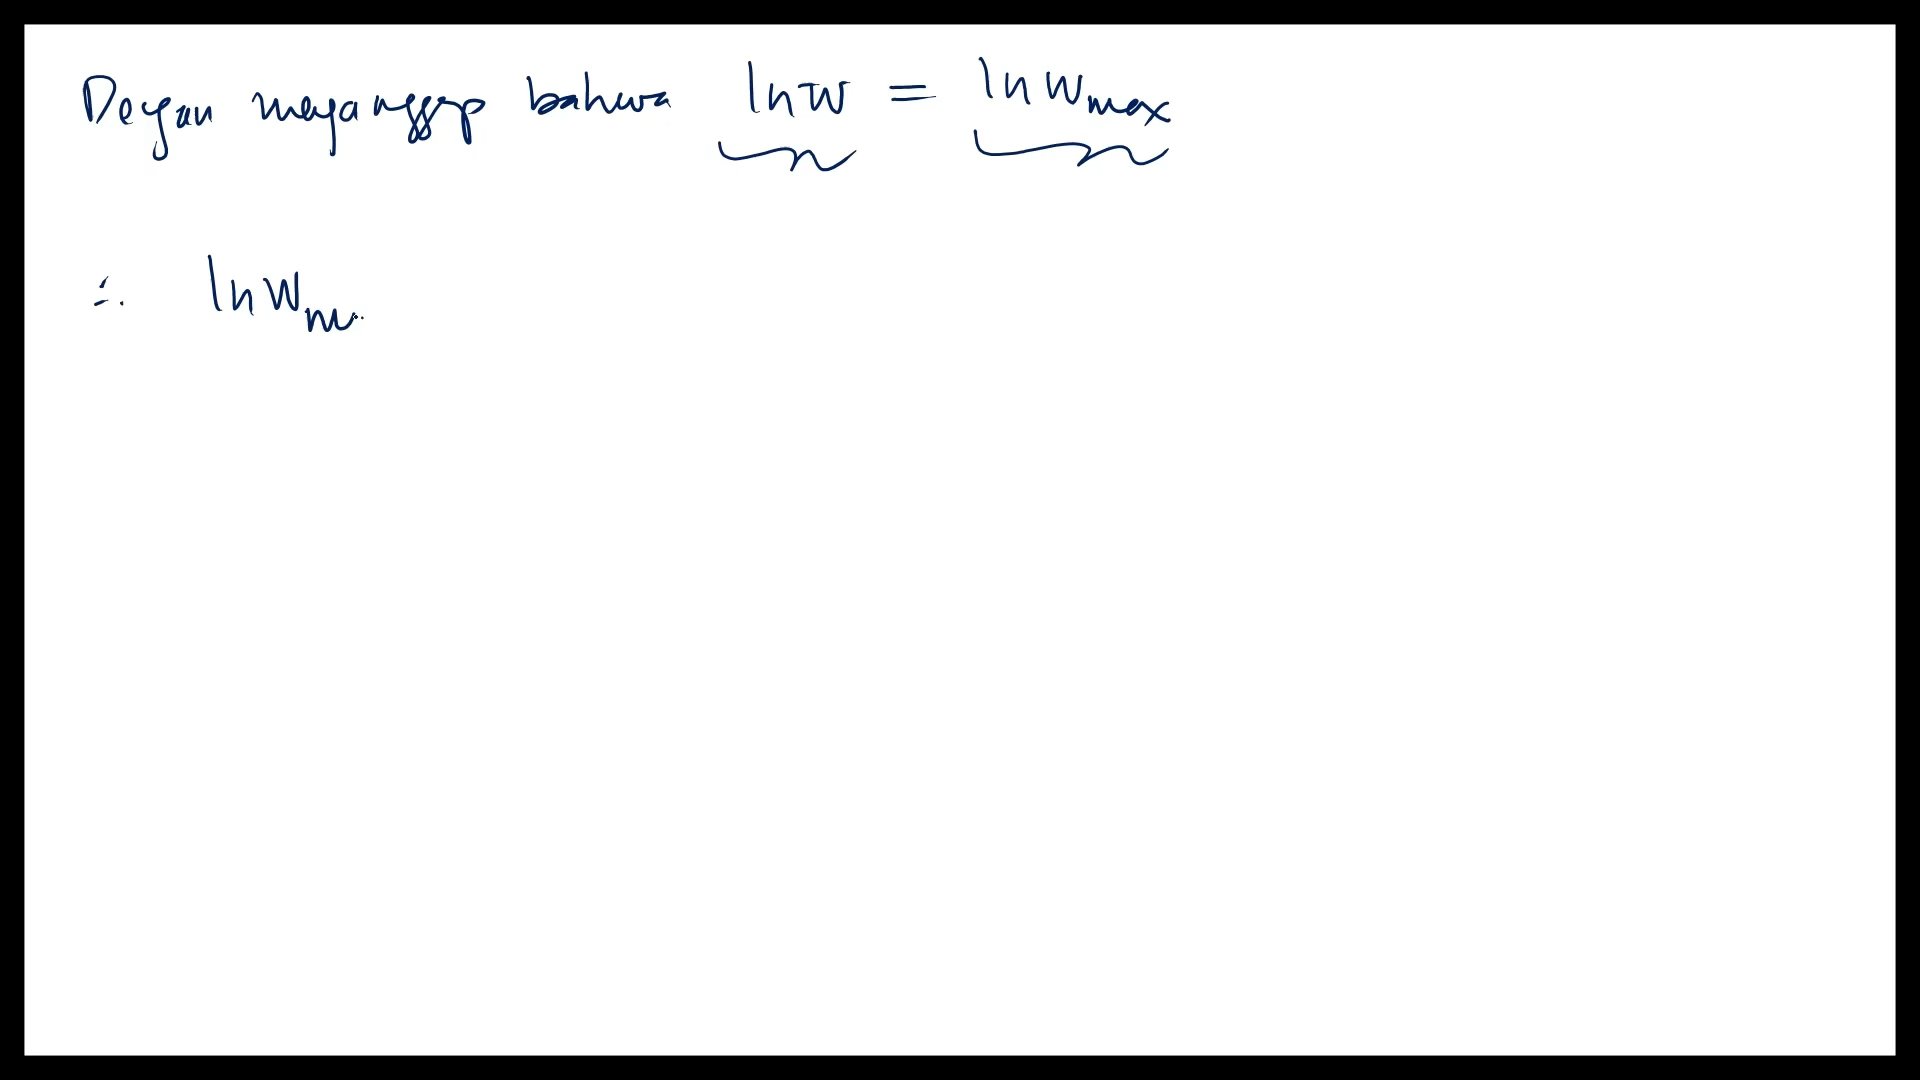 Dengan menganggap bahwa ln W = ln W_max
∴ ln W_m